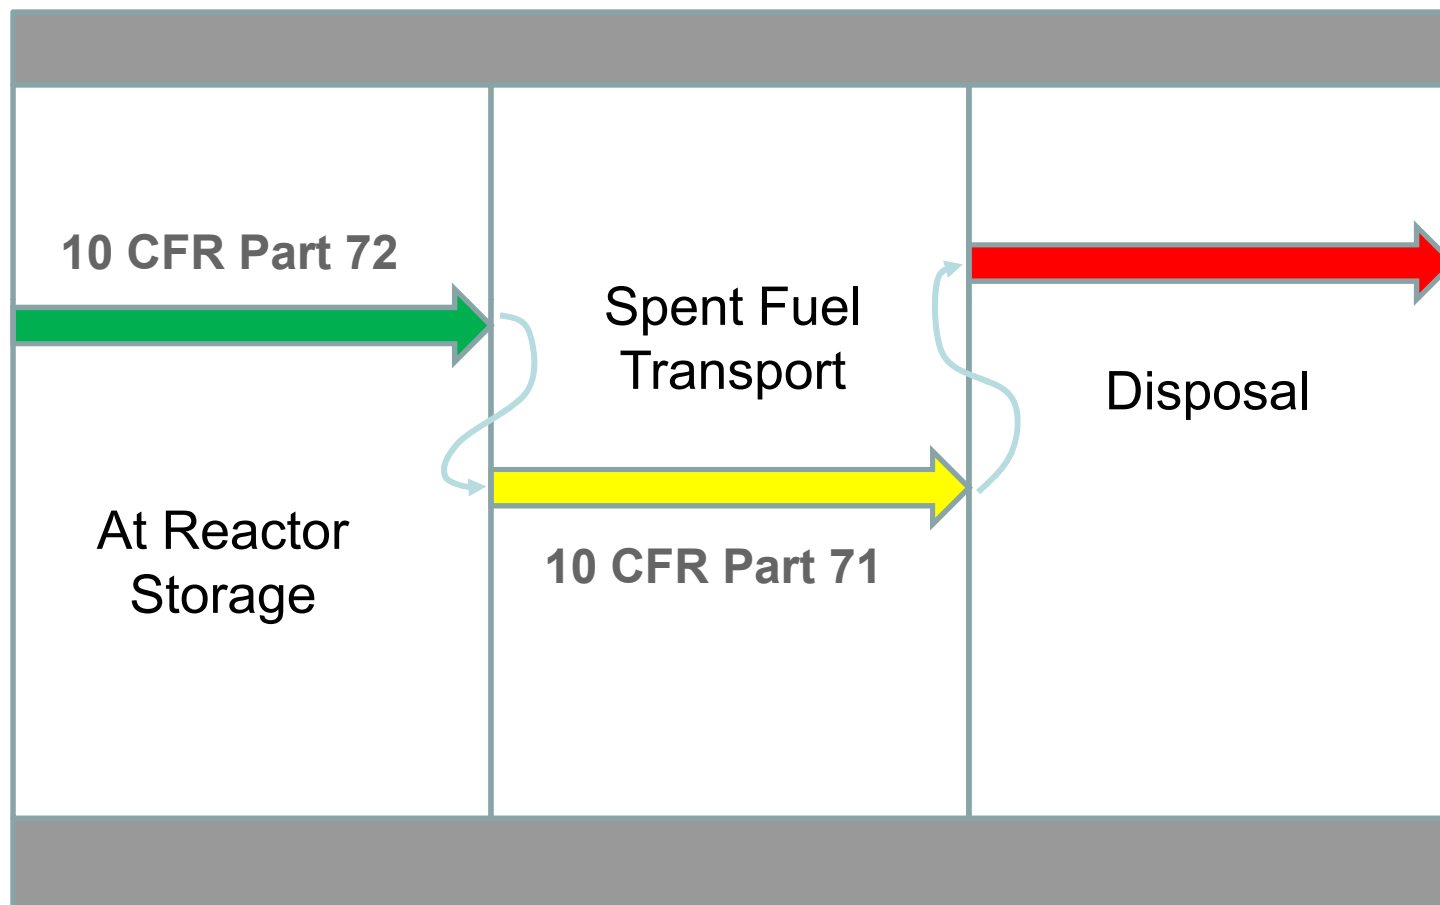 10 CFR Part 72
At Reactor
Storage
Spent Fuel
Transport
10 CFR Part 71
Disposal